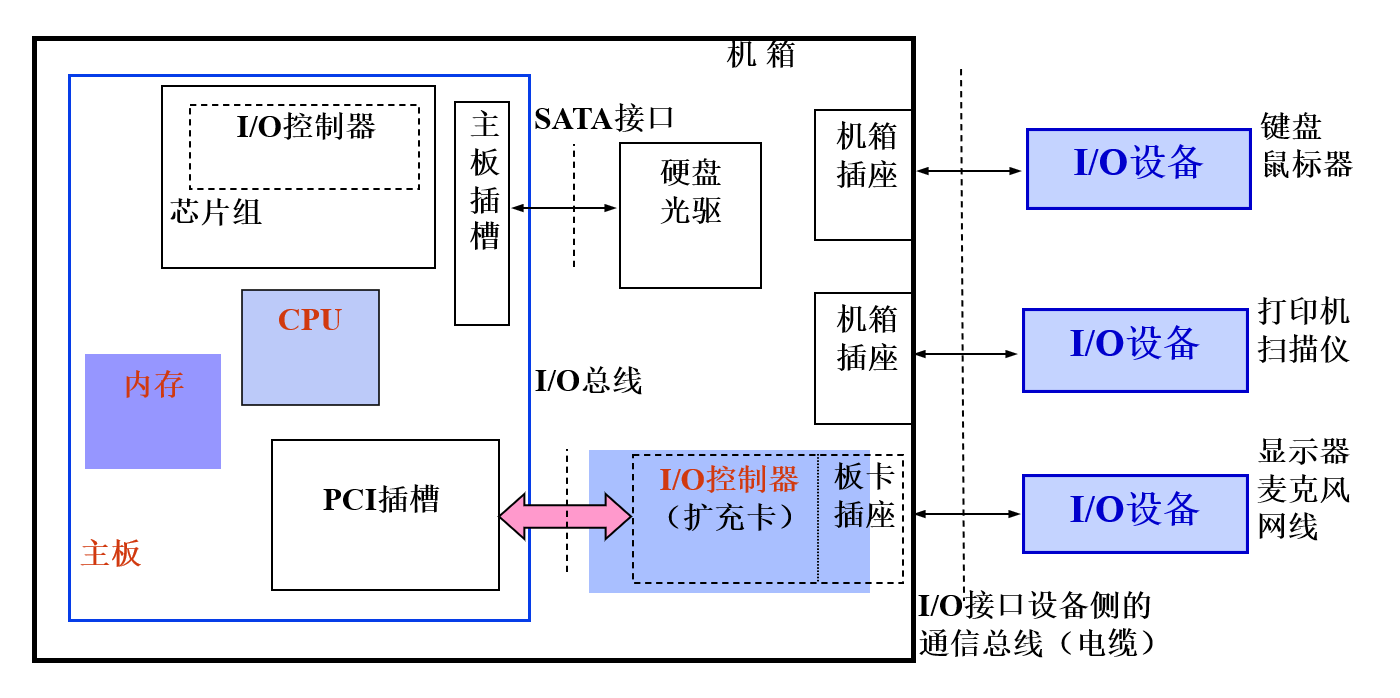 机 箱
I/O控制器
芯片组
主
板
插
槽
SATA接口
硬盘
光驱
机箱
插座
I/O设备
键盘
鼠标器
CPU
内存
I/O总线
机箱
插座
I/O设备
打印机
扫描仪
PCI插槽
主板
I/O控制器
（扩充卡）
板卡
插座
I/O设备
显示器
麦克风
网线
I/O接口设备侧的
通信总线（电缆）